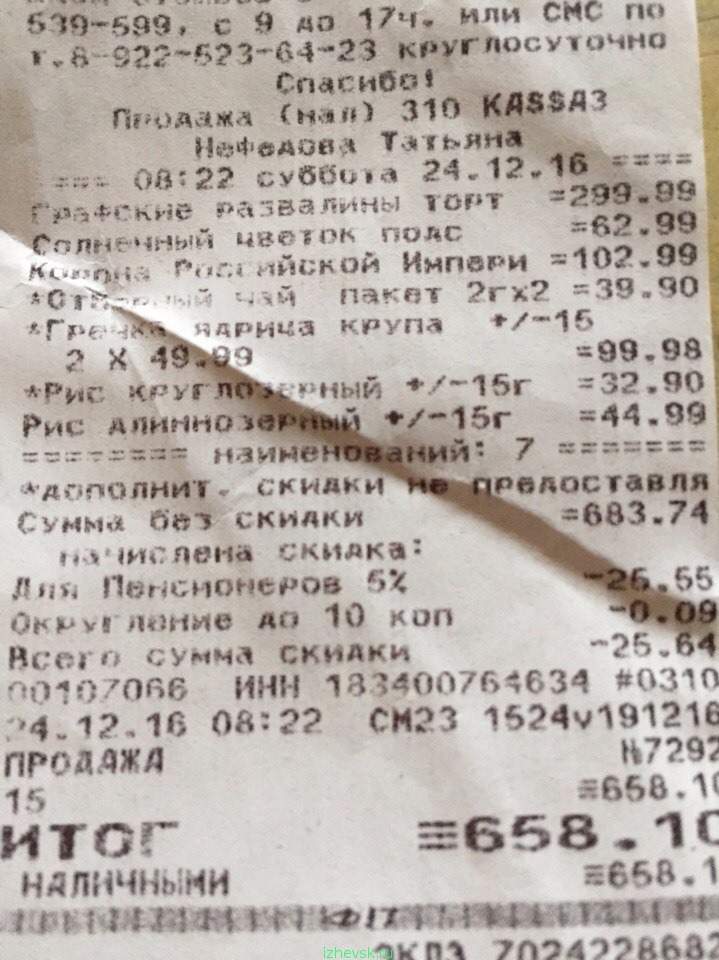 539-599, с 9 до 17ч. или СМС по
т.8-922-523-64-23 круглосуточно
Спасибо!
Продажа (нал) 310 KASSA3
Нефедова Татьяна
==== 08:22 суббота 24.12.16 ====
Графские развалины торт =299.99
Солнечный цветок подс =62.99
Корона Российской Импери =102.99
чай пакет 2гх2 =39.90
*Гречка ядрица крупа +/-15
2 X 49.99 =99.98
*Рис круглозерный +/-15г =32.90
Рис длиннозерный +/-15г =44.99
======== наименований: 7 =======
*дополнит. скидки не предоставля
Сумма без скидки =683.74
начислена скидка:
Для Пенсионеров 5% -25.55
Округление до 10 коп -0.09
Всего сумма скидки -25.64
00107066 ИНН 183400764634 #0310
24.12.16 08:22 СМ23 1524v191216
ПРОДАЖА №7292
15 ≡658.10
ИТОГ ≡658.10
НАЛИЧНЫМИ ≡658.1
ФП
ЭКЛЗ 7024228682
izhevsk.ru